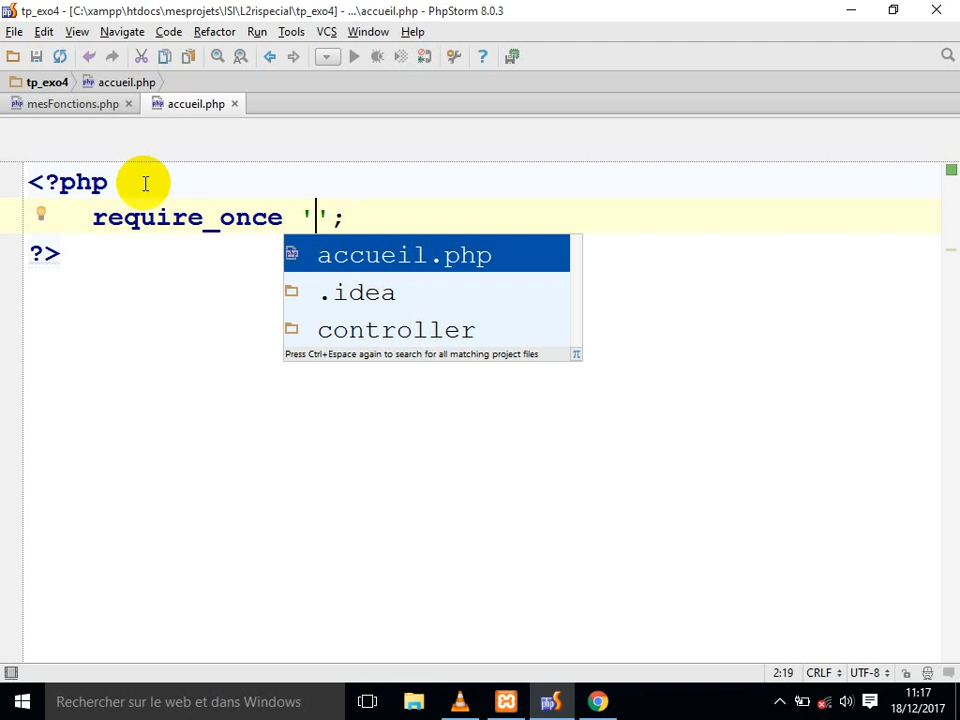 tp_exo4 - [C:\xampp\htdocs\mesprojets\ISI\L2rispecial\tp_exo4] - ...\accueil.php - PhpStorm 8.0.3
File Edit View Navigate Code Refactor Run Tools VCS Window Help
tp_exo4 accueil.php
mesFonctions.php accueil.php
<?php
require_once '';
?>
accueil.php
.idea
controller
Press Ctrl+Espace again to search for all matching project files
2:19 CRLF UTF-8
Rechercher sur le web et dans Windows
11:17
18/12/2017